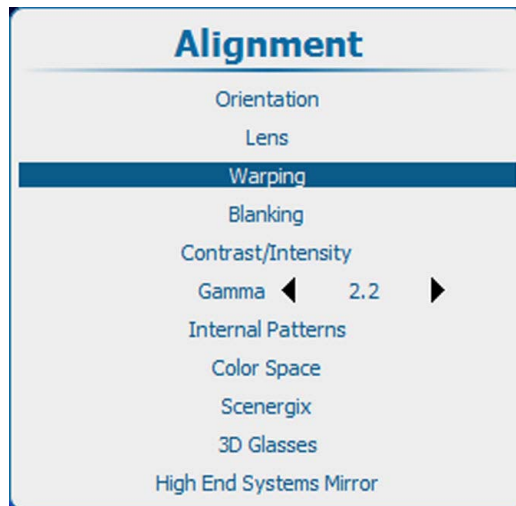 Alignment
Orientation
Lens
Warping
Blanking
Contrast/Intensity
Gamma 2.2
Internal Patterns
Color Space
Scenergix
3D Glasses
High End Systems Mirror